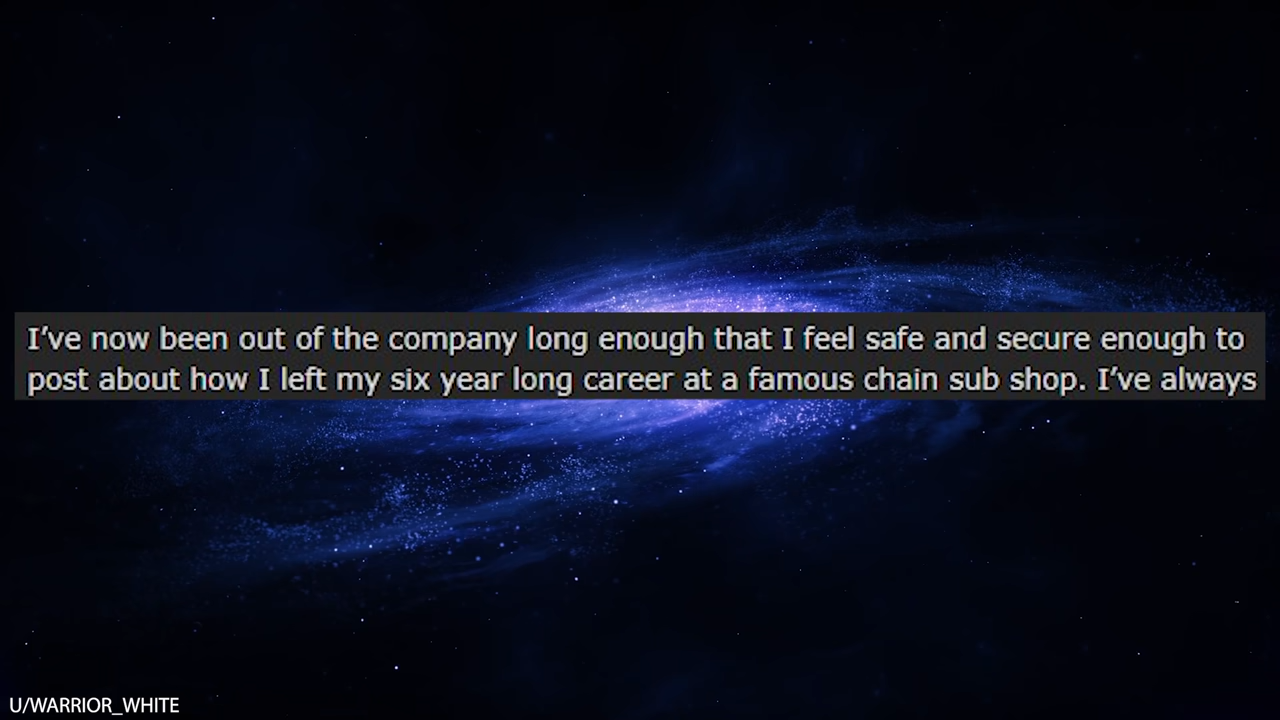 I’ve now been out of the company long enough that I feel safe and secure enough to
post about how I left my six year long career at a famous chain sub shop. I’ve always
U/WARRIOR_WHITE